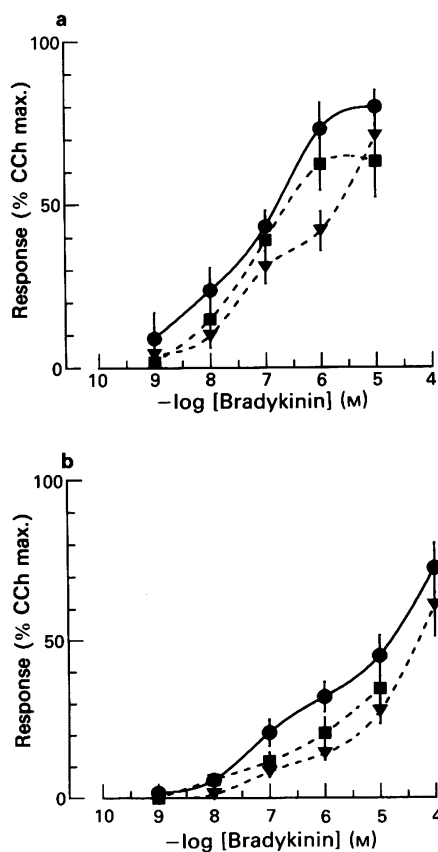 a
100
50
0
Response (% CCh max.)
10 9 8 7 6 5 4
−log [Bradykinin] (M)
b
100
50
0
Response (% CCh max.)
10 9 8 7 6 5 4
−log [Bradykinin] (M)